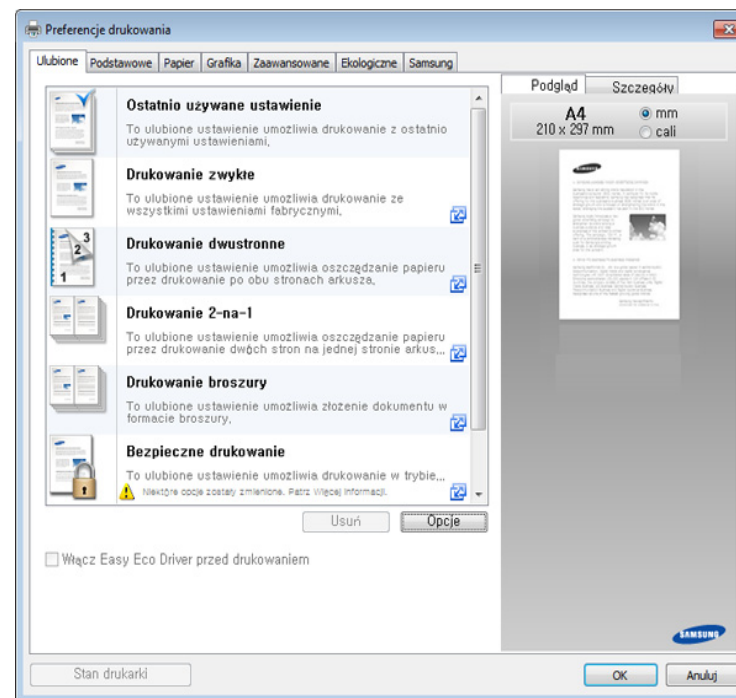 Preferencje drukowania
Ulubione Podstawowe Papier Grafika Zaawansowane Ekologiczne Samsung
Ostatnio używane ustawienie
To ulubione ustawienie umożliwia drukowanie z ostatnio
używanymi ustawieniami.
Drukowanie zwykłe
To ulubione ustawienie umożliwia drukowanie ze
wszystkimi ustawieniami fabrycznymi.
Drukowanie dwustronne
To ulubione ustawienie umożliwia oszczędzanie papieru
przez drukowanie po obu stronach arkusza.
1 2 3
Drukowanie 2-na-1
To ulubione ustawienie umożliwia oszczędzanie papieru
przez drukowanie dwóch stron na jednej stronie arkus...
Drukowanie broszury
To ulubione ustawienie umożliwia złożenie dokumentu w
formacie broszury.
Bezpieczne drukowanie
To ulubione ustawienie umożliwia drukowanie w trybie...
Niektóre opcje zostały zmienione. Patrz Więcej informacji.
Usuń Opcje
Włącz Easy Eco Driver przed drukowaniem
Podgląd Szczegóły
A4
210 x 297 mm
mm
cali
SAMSUNG
Stan drukarki
OK Anuluj